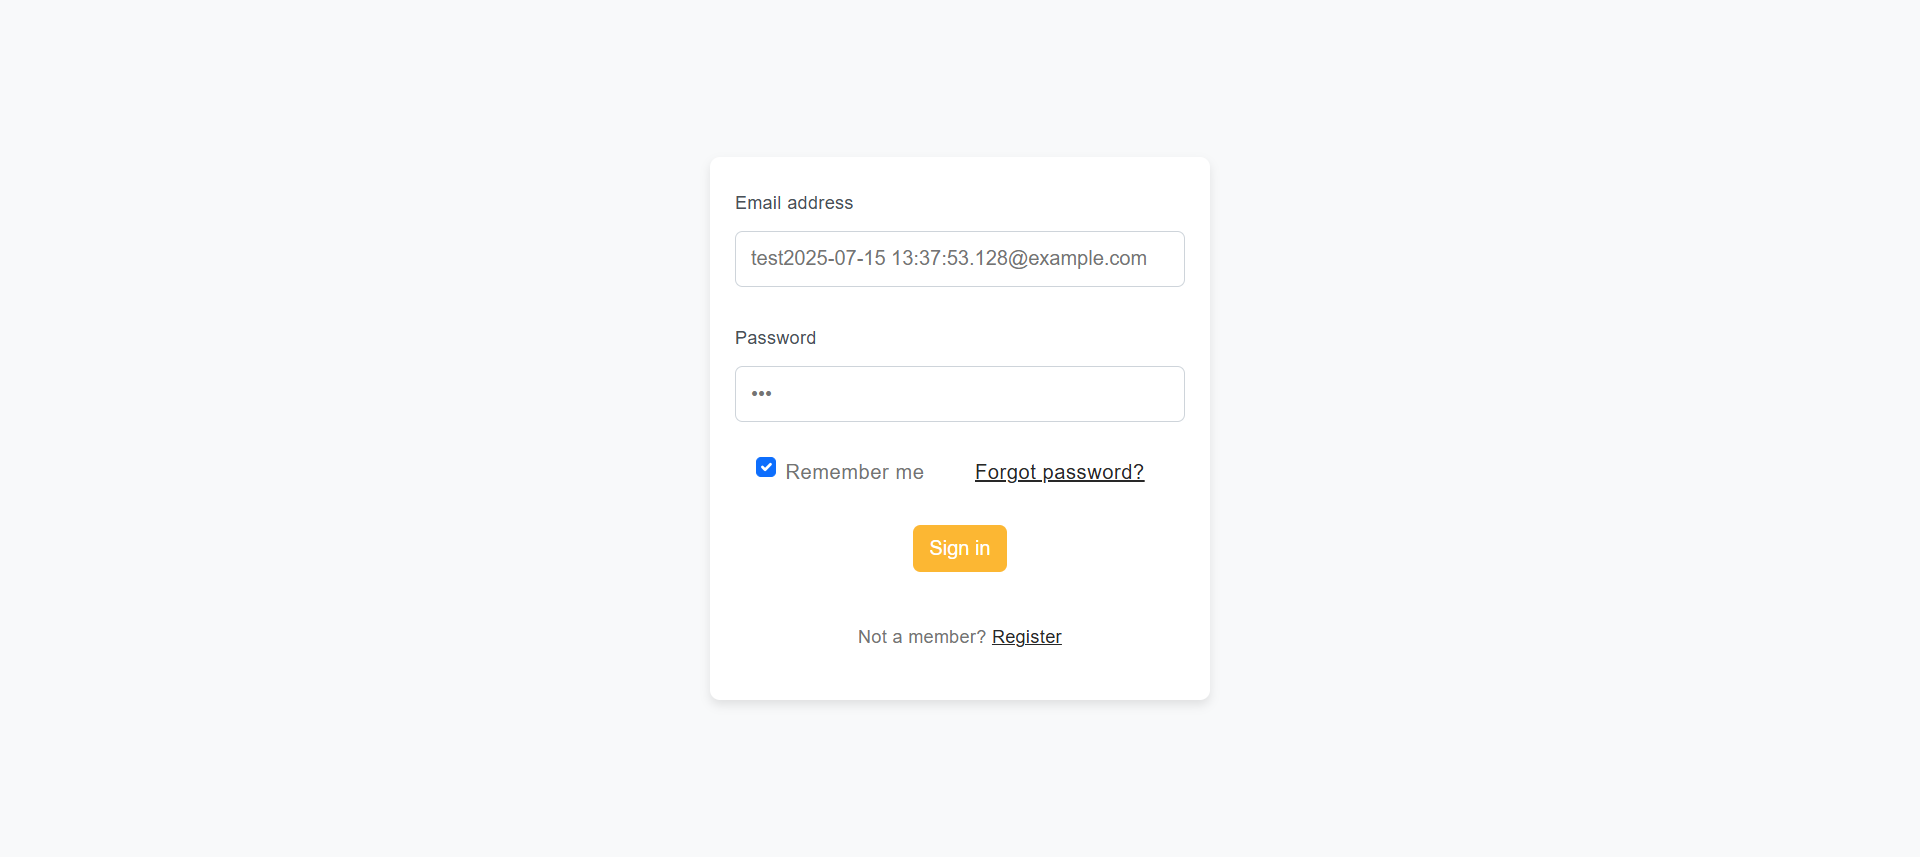 Email address
test2025-07-15 13:37:53.128@example.com
Password
•••
Remember me Forgot password?
Sign in
Not a member? Register